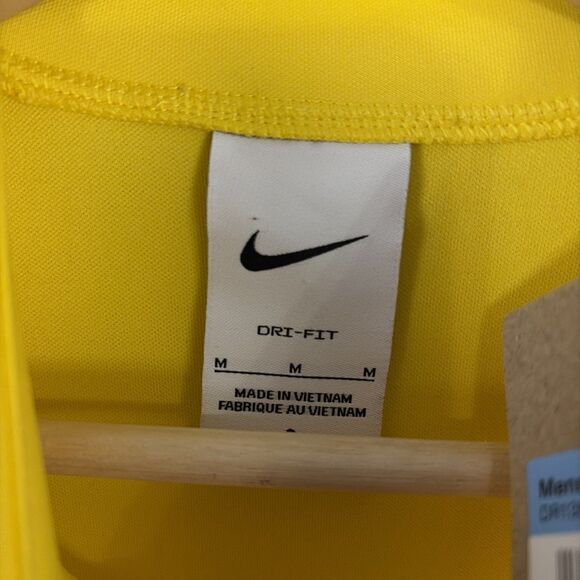 DRI-FIT
M M M
MADE IN VIETNAM
FABRIQUE AU VIETNAM